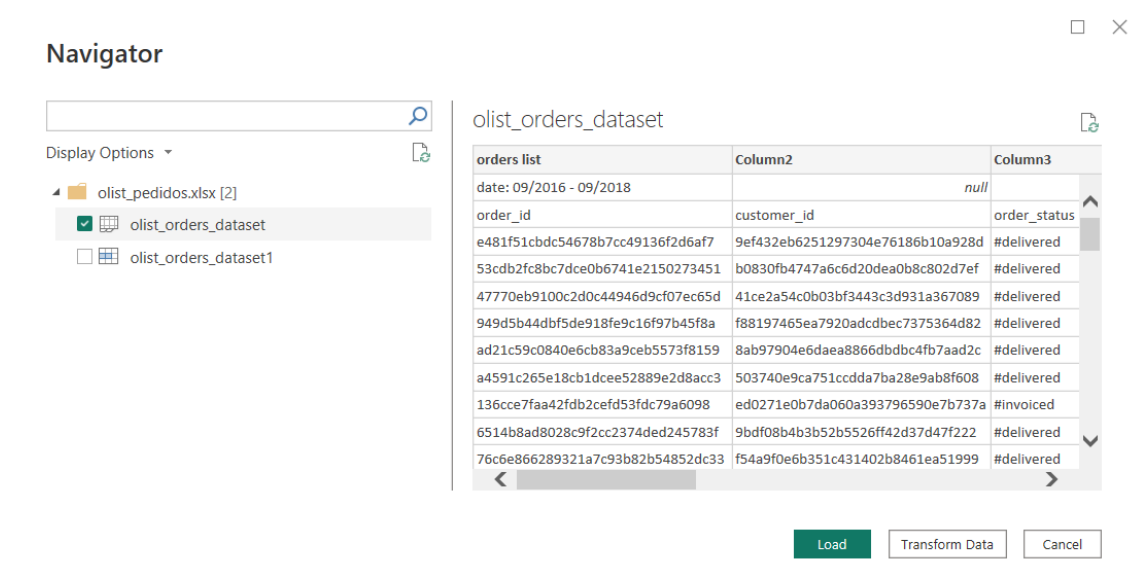 Navigator
Display Options
olist_pedidos.xlsx [2]
olist_orders_dataset
olist_orders_dataset1
olist_orders_dataset
orders list Column2 Column3
date: 09/2016 - 09/2018 null
order_id customer_id order_status
e481f51cbdc54678b7cc49136f2d6af7 9ef432eb6251297304e76186b10a928d #delivered
53cdb2fc8bc7dce0b6741e2150273451 b0830fb4747a6c6d20dea0b8c802d7ef #delivered
47770eb9100c2d0c44946d9cf07ec65d 41ce2a54c0b03bf3443c3d931a367089 #delivered
949d5b44dbf5de918fe9c16f97b45f8a f88197465ea7920adcdbec7375364d82 #delivered
ad21c59c0840e6cb83a9ceb5573f8159 8ab97904e6daea8866dbdbc4fb7aad2c #delivered
a4591c265e18cb1dcee52889e2d8acc3 503740e9ca751ccdda7ba28e9ab8f608 #delivered
136cce7faa42fdb2cefd53fdc79a6098 ed0271e0b7da060a393796590e7b737a #invoiced
6514b8ad8028c9f2cc2374ded245783f 9bdf08b4b3b52b5526ff42d37d47f222 #delivered
76c6e866289321a7c93b82b54852dc33 f54a9f0e6b351c431402b8461ea51999 #delivered
Load Transform Data Cancel